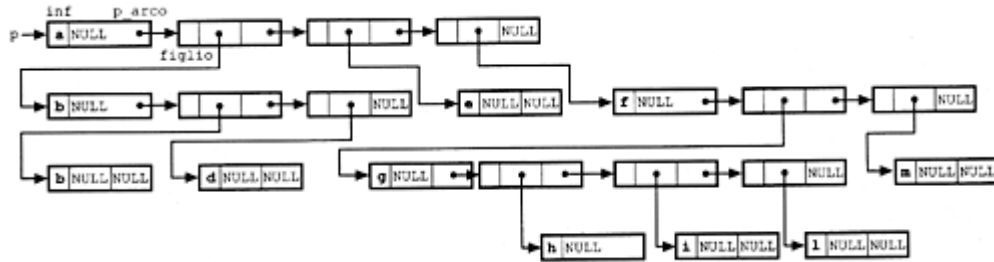 inf p_arco
p a NULL NULL
figlio
b NULL NULL e NULL NULL f NULL NULL
b NULL NULL d NULL NULL g NULL NULL m NULL NULL
h NULL i NULL NULL l NULL NULL